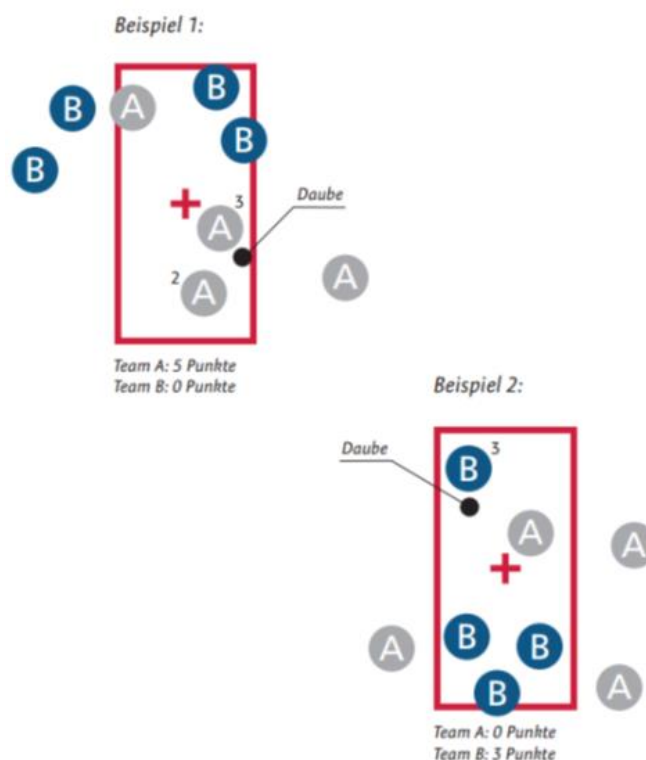 Beispiel 1:
B
A
B
B
B
3
A
Daube
2
A
A
Team A: 5 Punkte
Team B: 0 Punkte
Beispiel 2:
Daube
B
3
A
A
B
A
B
B
A
Team A: 0 Punkte
Team B: 3 Punkte